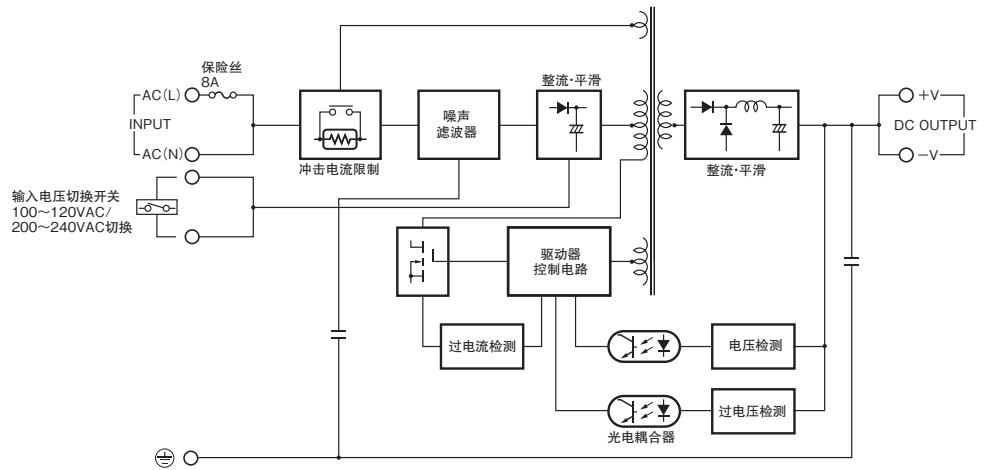 保险丝
8A
AC(L)
INPUT
AC(N)
冲击电流限制
噪声
滤波器
整流·平滑
整流·平滑
+V
DC OUTPUT
−V
输入电压切换开关
100~120VAC/
200~240VAC切换
驱动器
控制电路
过电流检测
电压检测
过电压检测
光电耦合器